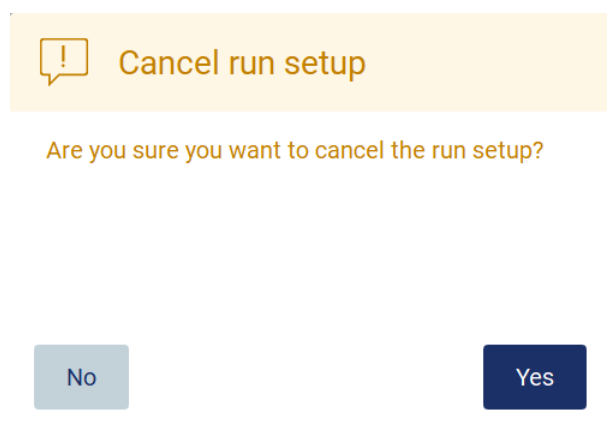 Cancel run setup
Are you sure you want to cancel the run setup?
No
Yes